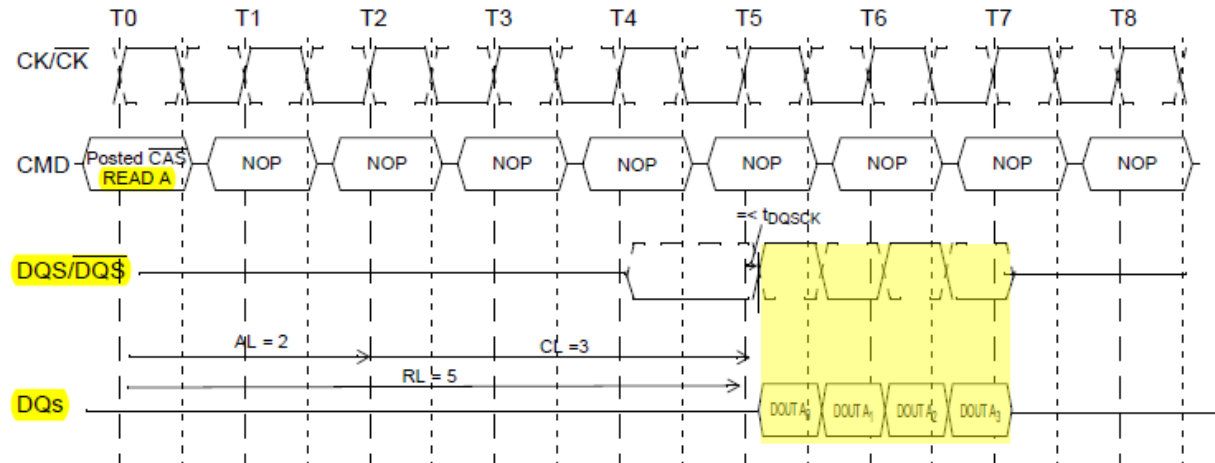 T0 T1 T2 T3 T4 T5 T6 T7 T8
CK/CK
CMD
Posted CAS
READ A
NOP NOP NOP NOP NOP NOP NOP NOP
=< tDQSCK
DQS/DQS
AL = 2
CL =3
RL = 5
DQs
DOUT A0 DOUT A1 DOUT A2 DOUT A3